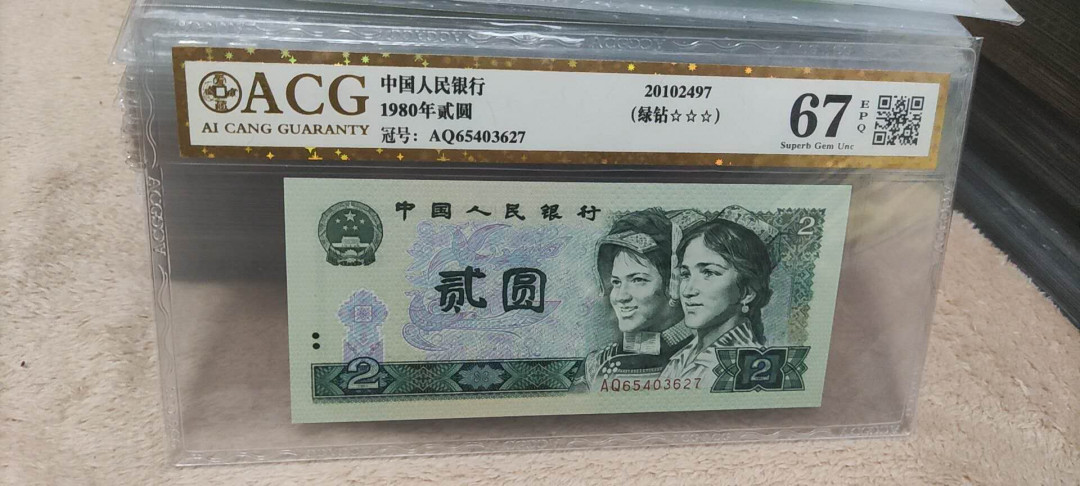 ACG
AI CANG GUARANTY
中国人民银行
1980年贰圆
冠号: AQ65403627
20102497
(绿钻☆☆☆)
67
EPQ
Superb Gem Unc
中国人民银行
2
贰圆
2
AQ65403627
2